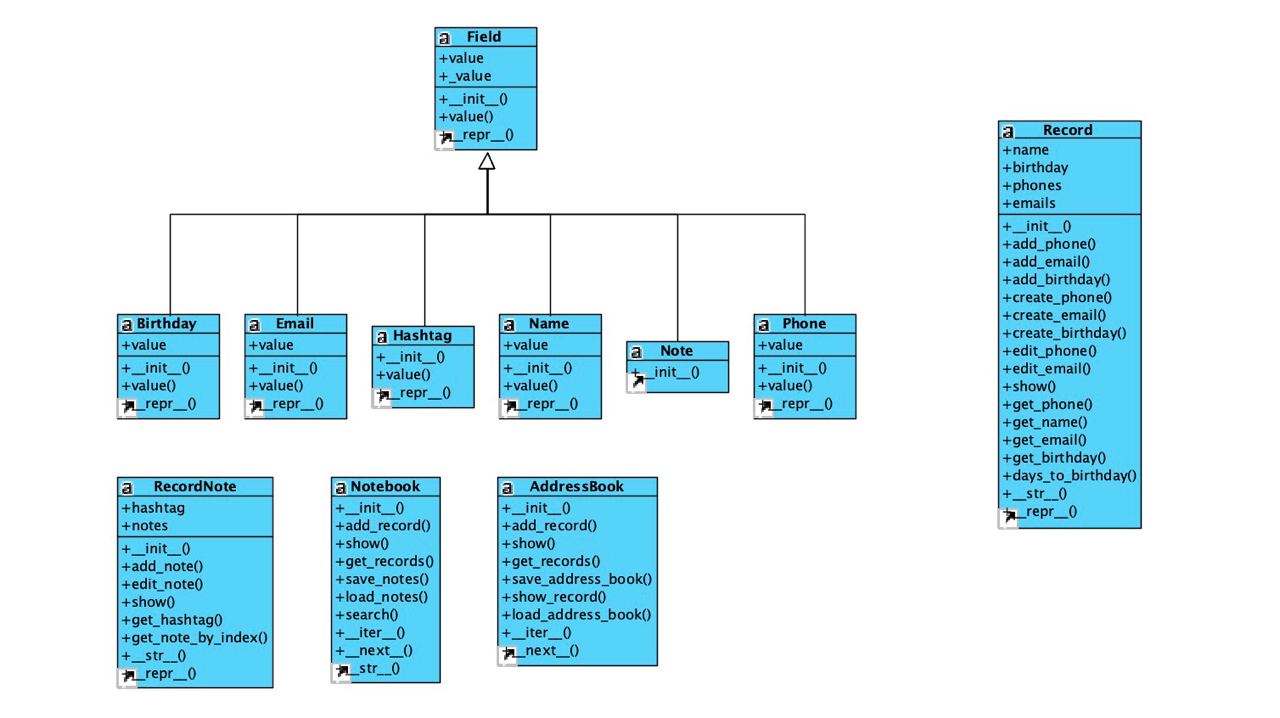 Field
+value
+_value
+__init__()
+value()
+__repr__()
Record
+name
+birthday
+phones
+emails
+__init__()
+add_phone()
+add_email()
+add_birthday()
+create_phone()
+create_email()
+create_birthday()
+edit_phone()
+edit_email()
+show()
+get_phone()
+get_name()
+get_email()
+get_birthday()
+days_to_birthday()
+__str__()
+__repr__()
Birthday
+value
+__init__()
+value()
+__repr__()
Email
+value
+__init__()
+value()
+__repr__()
Hashtag
+__init__()
+value()
+__repr__()
Name
+value
+__init__()
+value()
+__repr__()
Note
+__init__()
Phone
+value
+__init__()
+value()
+__repr__()
RecordNote
+hashtag
+notes
+__init__()
+add_note()
+edit_note()
+show()
+get_hashtag()
+get_note_by_index()
+__str__()
+__repr__()
Notebook
+__init__()
+add_record()
+show()
+get_records()
+save_notes()
+load_notes()
+search()
+__iter__()
+__next__()
+__str__()
AddressBook
+__init__()
+add_record()
+show()
+get_records()
+save_address_book()
+show_record()
+load_address_book()
+__iter__()
+__next__()